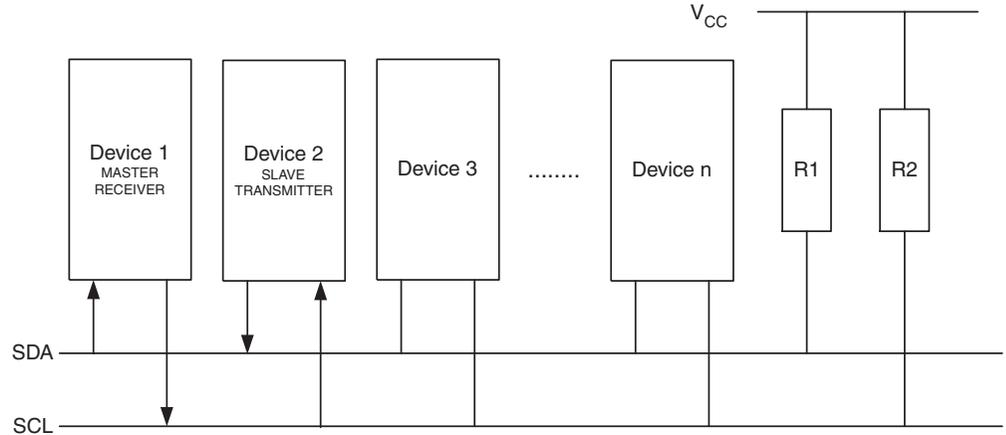 VCC
Device 1
MASTER
RECEIVER
Device 2
SLAVE
TRANSMITTER
Device 3
........
Device n
R1
R2
SDA
SCL